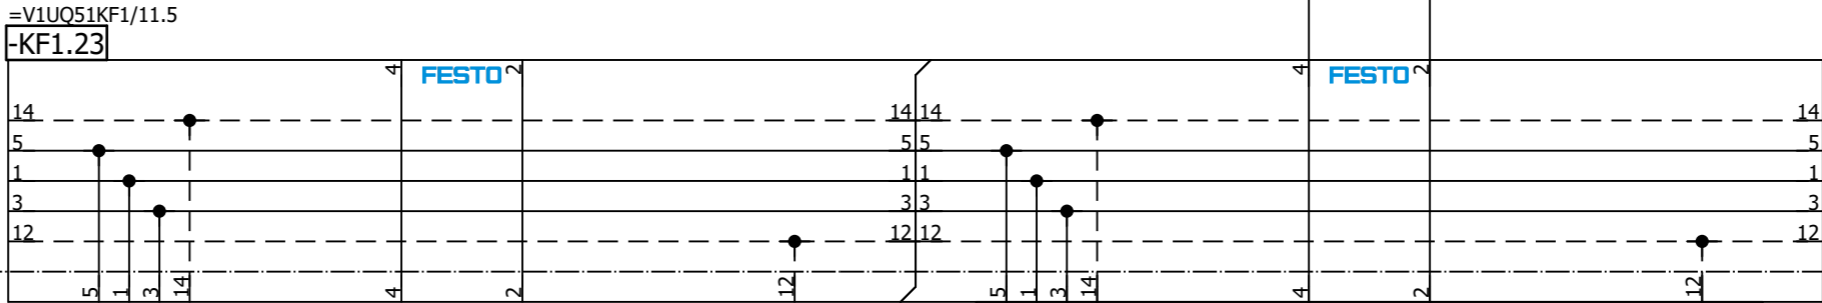 =V1UQ51KF1/11.5
-KF1.23
4 FESTO 2 4 FESTO 2
14 14 14 14
5 5 5 5
1 1 1 1
3 3 3 3
12 12 12 12
5 1 3 14 4 2 12 5 1 3 14 4 2 12